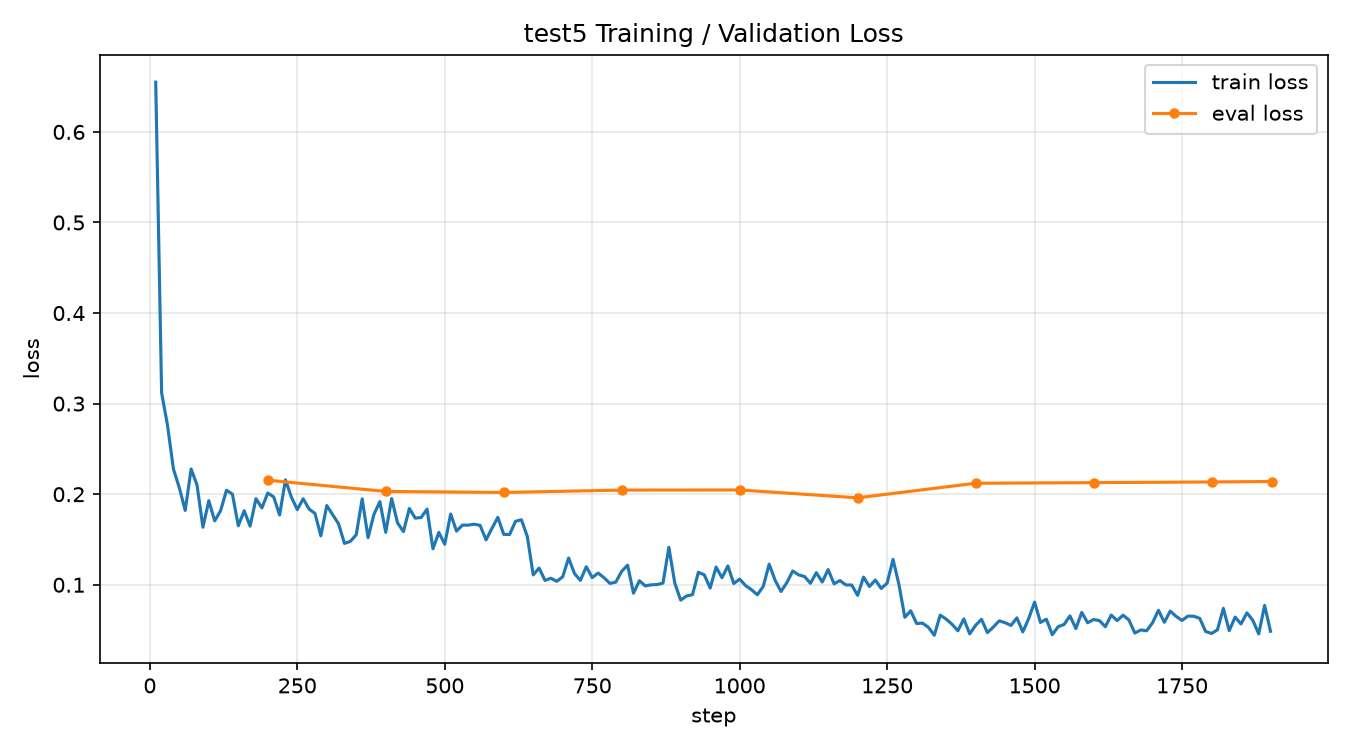 test5 Training / Validation Loss
train loss
eval loss
0.6
0.5
0.4
0.3
0.2
0.1
loss
0 250 500 750 1000 1250 1500 1750
step